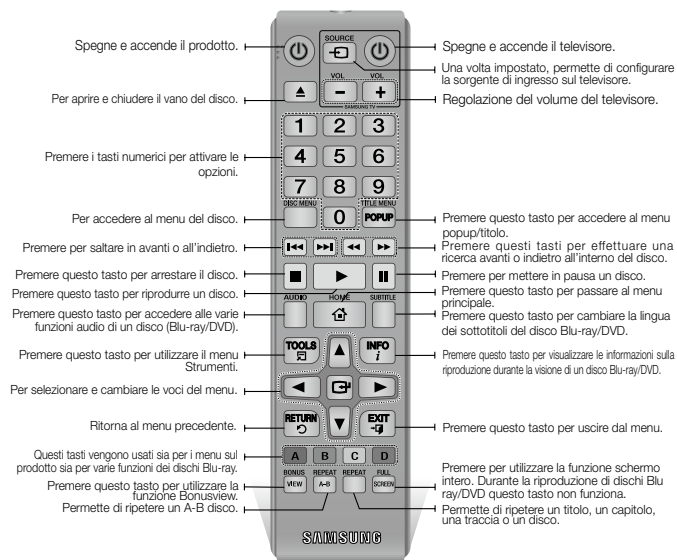 Spegne e accende il prodotto.
Per aprire e chiudere il vano del disco.
Premere i tasti numerici per attivare le
opzioni.
Per accedere al menu del disco.
Premere per saltare in avanti o all'indietro.
Premere questo tasto per arrestare il disco.
Premere questo tasto per riprodurre un disco.
Premere questo tasto per accedere alle varie
funzioni audio di un disco (Blu-ray/DVD).
Premere questo tasto per utilizzare il menu
Strumenti.
Per selezionare e cambiare le voci del menu.
Ritorna al menu precedente.
Questi tasti vengono usati sia per i menu sul
prodotto sia per varie funzioni dei dischi Blu-ray.
Premere questo tasto per utilizzare la
funzione Bonusview.
Permette di ripetere un A-B disco.
SOURCE
VOL VOL
- +
SAMSUNG TV
1 2 3
4 5 6
7 8 9
DISC MENU TITLE MENU
0 POPUP
AUDIO HOME SUBTITLE
TOOLS INFO
i
RETURN EXIT
A B C D
BONUS REPEAT REPEAT FULL
VIEW A-B SCREEN
SAMSUNG
Spegne e accende il televisore.
Una volta impostato, permette di configurare
la sorgente di ingresso sul televisore.
Regolazione del volume del televisore.
Premere questo tasto per accedere al menu
popup/titolo.
Premere questi tasti per effettuare una
ricerca avanti o indietro all'interno del disco.
Premere per mettere in pausa un disco.
Premere questo tasto per passare al menu
principale.
Premere questo tasto per cambiare la lingua
dei sottotitoli del disco Blu-ray/DVD.
Premere questo tasto per visualizzare le informazioni sulla
riproduzione durante la visione di un disco Blu-ray/DVD.
Premere questo tasto per uscire dal menu.
Premere per utilizzare la funzione schermo
intero. Durante la riproduzione di dischi Blu
ray/DVD questo tasto non funziona.
Permette di ripetere un titolo, un capitolo,
una traccia o un disco.